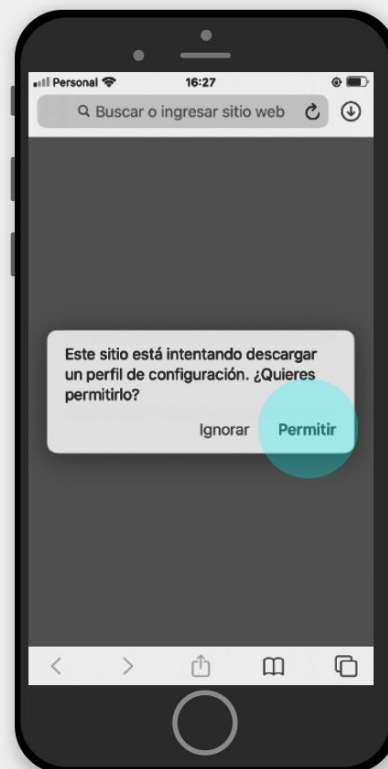 Personal 16:27
Buscar o ingresar sitio web
Este sitio está intentando descargar
un perfil de configuración. ¿Quieres
permitirlo?
Ignorar Permitir